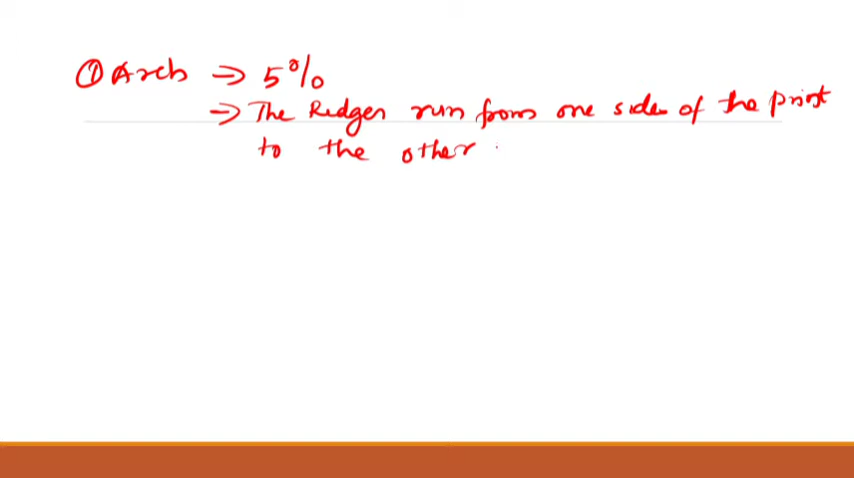 ① Arch → 5%
→ The Ridges run from one side of the print
to the other.